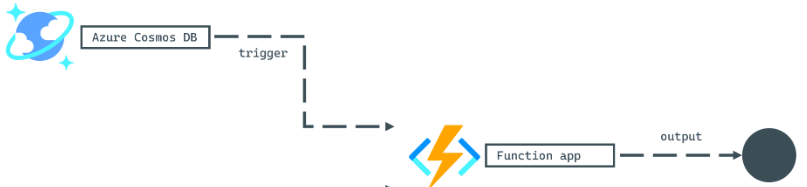 Azure Cosmos DB
trigger
output
Function app